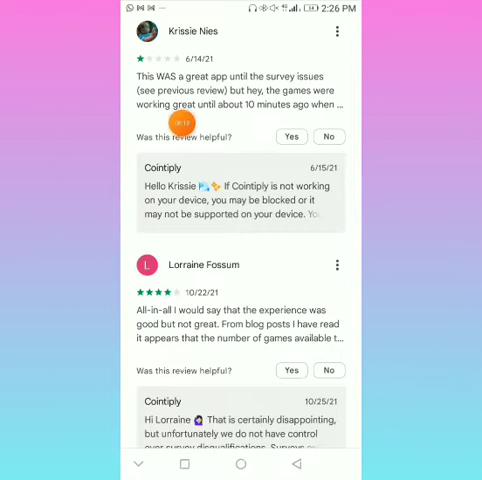 2:26 PM
Krissie Nies
6/14/21
This WAS a great app until the survey issues
(see previous review) but hey, the games were
working great until about 10 minutes ago when ...
Was this review helpful?
Yes
No
Cointiply
6/15/21
Hello Krissie If Cointiply is not working
on your device, you may be blocked or it
may not be supported on your device.
L
Lorraine Fossum
10/22/21
All-in-all I would say that the experience was
good but not great. From blog posts I have read
it appears that the number of games available t...
Was this review helpful?
Yes
No
Cointiply
10/25/21
Hi Lorraine That is certainly disappointing,
but unfortunately we do not have control
over survey disqualifications. Surveys